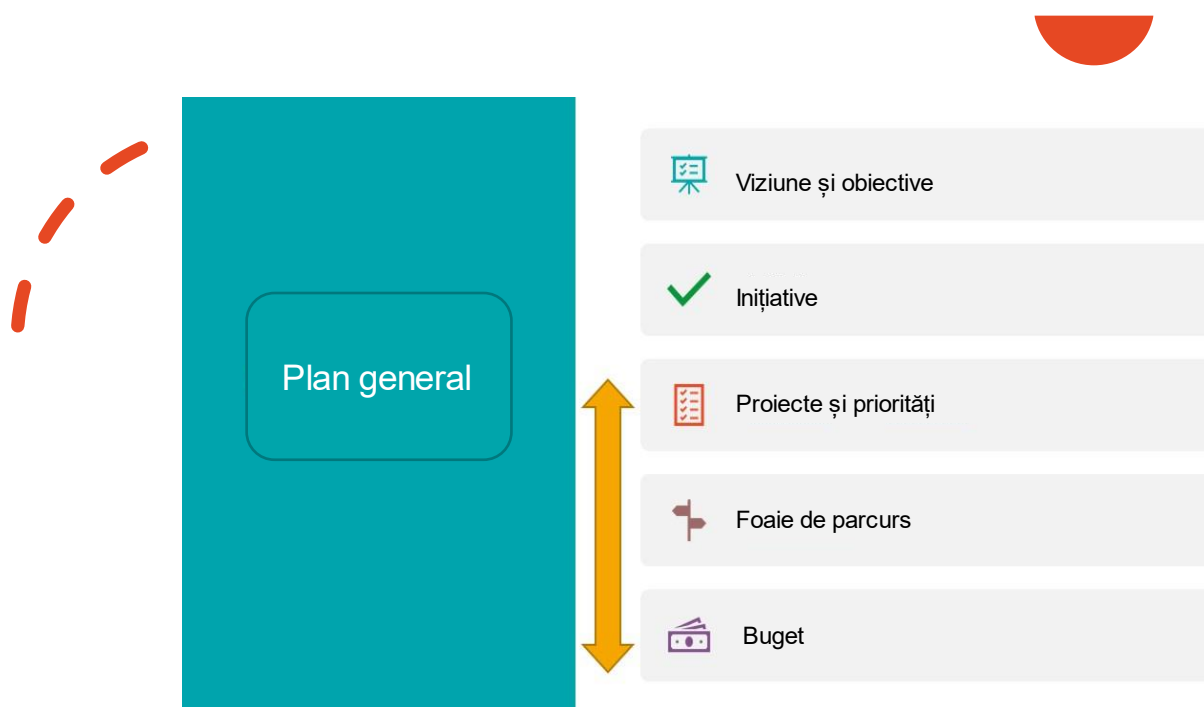 Plan general
Viziune și obiective
Inițiative
Proiecte și priorități
Foaie de parcurs
Buget